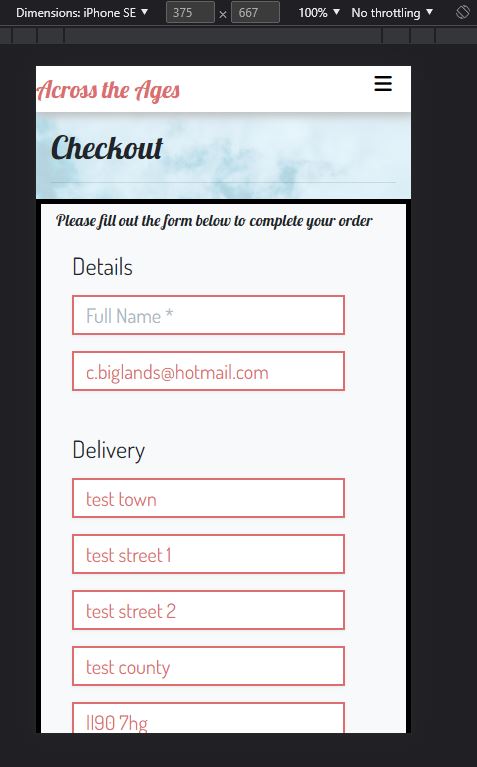 Dimensions: iPhone SE ▼ 375 × 667 100% ▼ No throttling ▼
Across the Ages
Checkout
Please fill out the form below to complete your order
Details
Full Name *
c.biglands@hotmail.com
Delivery
test town
test street 1
test street 2
test county
ll90 7hg